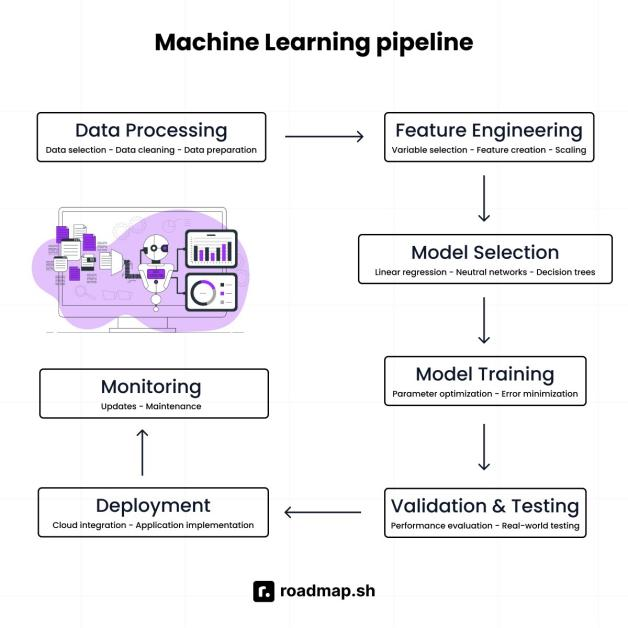 Machine Learning pipeline
Data Processing
Data selection - Data cleaning - Data preparation
Feature Engineering
Variable selection - Feature creation - Scaling
Model Selection
Linear regression - Neutral networks - Decision trees
Model Training
Parameter optimization - Error minimization
Validation & Testing
Performance evaluation - Real-world testing
Deployment
Cloud integration - Application implementation
Monitoring
Updates - Maintenance
r. roadmap.sh